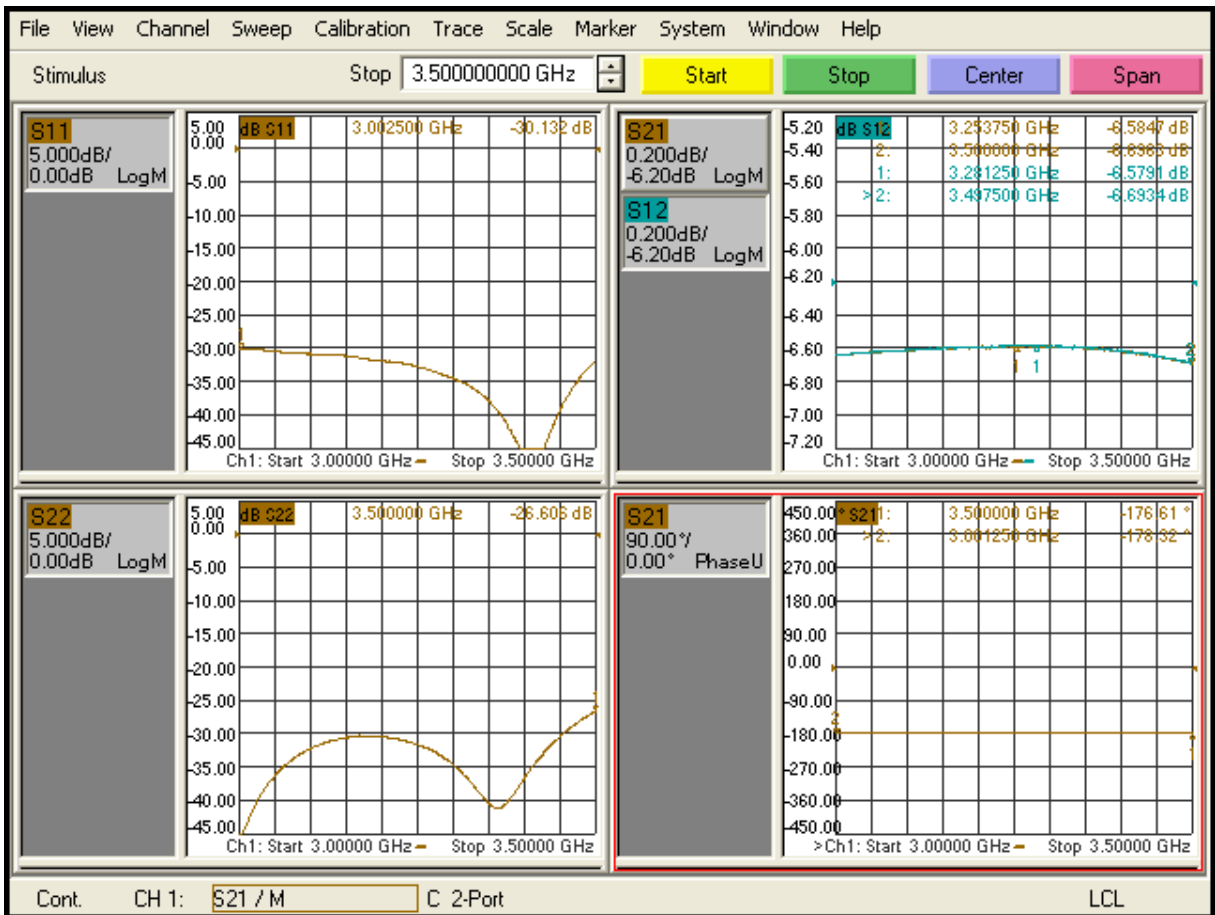 File View Channel Sweep Calibration Trace Scale Marker System Window Help
Stimulus Stop 3.500000000 GHz Start Stop Center Span
S11
5.000dB/
0.00dB LogM
5.00
0.00
-5.00
-10.00
-15.00
-20.00
-25.00
-30.00
-35.00
-40.00
-45.00
dB S11 3.002500 GHz -30.132 dB
Ch1: Start 3.00000 GHz Stop 3.50000 GHz
S21
0.200dB/
-6.20dB LogM
S12
0.200dB/
-6.20dB LogM
-5.20
-5.40
-5.60
-5.80
-6.00
-6.20
-6.40
-6.60
-6.80
-7.00
-7.20
dB S12 3.253750 GHz -6.5847 dB
2: 3.500000 GHz -6.6963 dB
1: 3.281250 GHz -6.5791 dB
>2: 3.497500 GHz -6.6934 dB
1 1
Ch1: Start 3.00000 GHz Stop 3.50000 GHz
S22
5.000dB/
0.00dB LogM
5.00
0.00
-5.00
-10.00
-15.00
-20.00
-25.00
-30.00
-35.00
-40.00
-45.00
dB S22 3.500000 GHz -26.606 dB
Ch1: Start 3.00000 GHz Stop 3.50000 GHz
S21
90.00°/
0.00° PhaseU
450.00
360.00
270.00
180.00
90.00
0.00
-90.00
-180.00
-270.00
-360.00
-450.00
° S21 1: 3.500000 GHz -176.61 °
>2: 3.001250 GHz -178.32 °
2
1
>Ch1: Start 3.00000 GHz Stop 3.50000 GHz
Cont. CH 1: S21 / M C 2-Port LCL